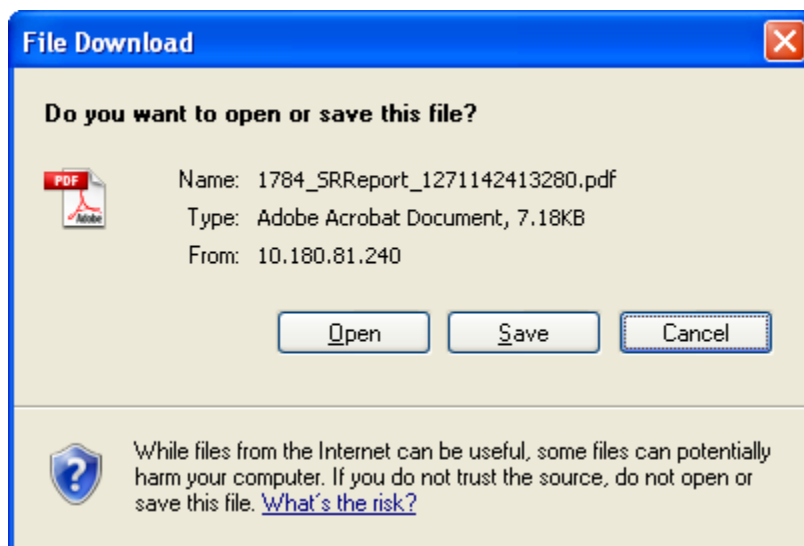 File Download
Do you want to open or save this file?
PDF
Adobe
Name: 1784_SRReport_1271142413280.pdf
Type: Adobe Acrobat Document, 7.18KB
From: 10.180.81.240
Open Save Cancel
While files from the Internet can be useful, some files can potentially
harm your computer. If you do not trust the source, do not open or
save this file. What's the risk?